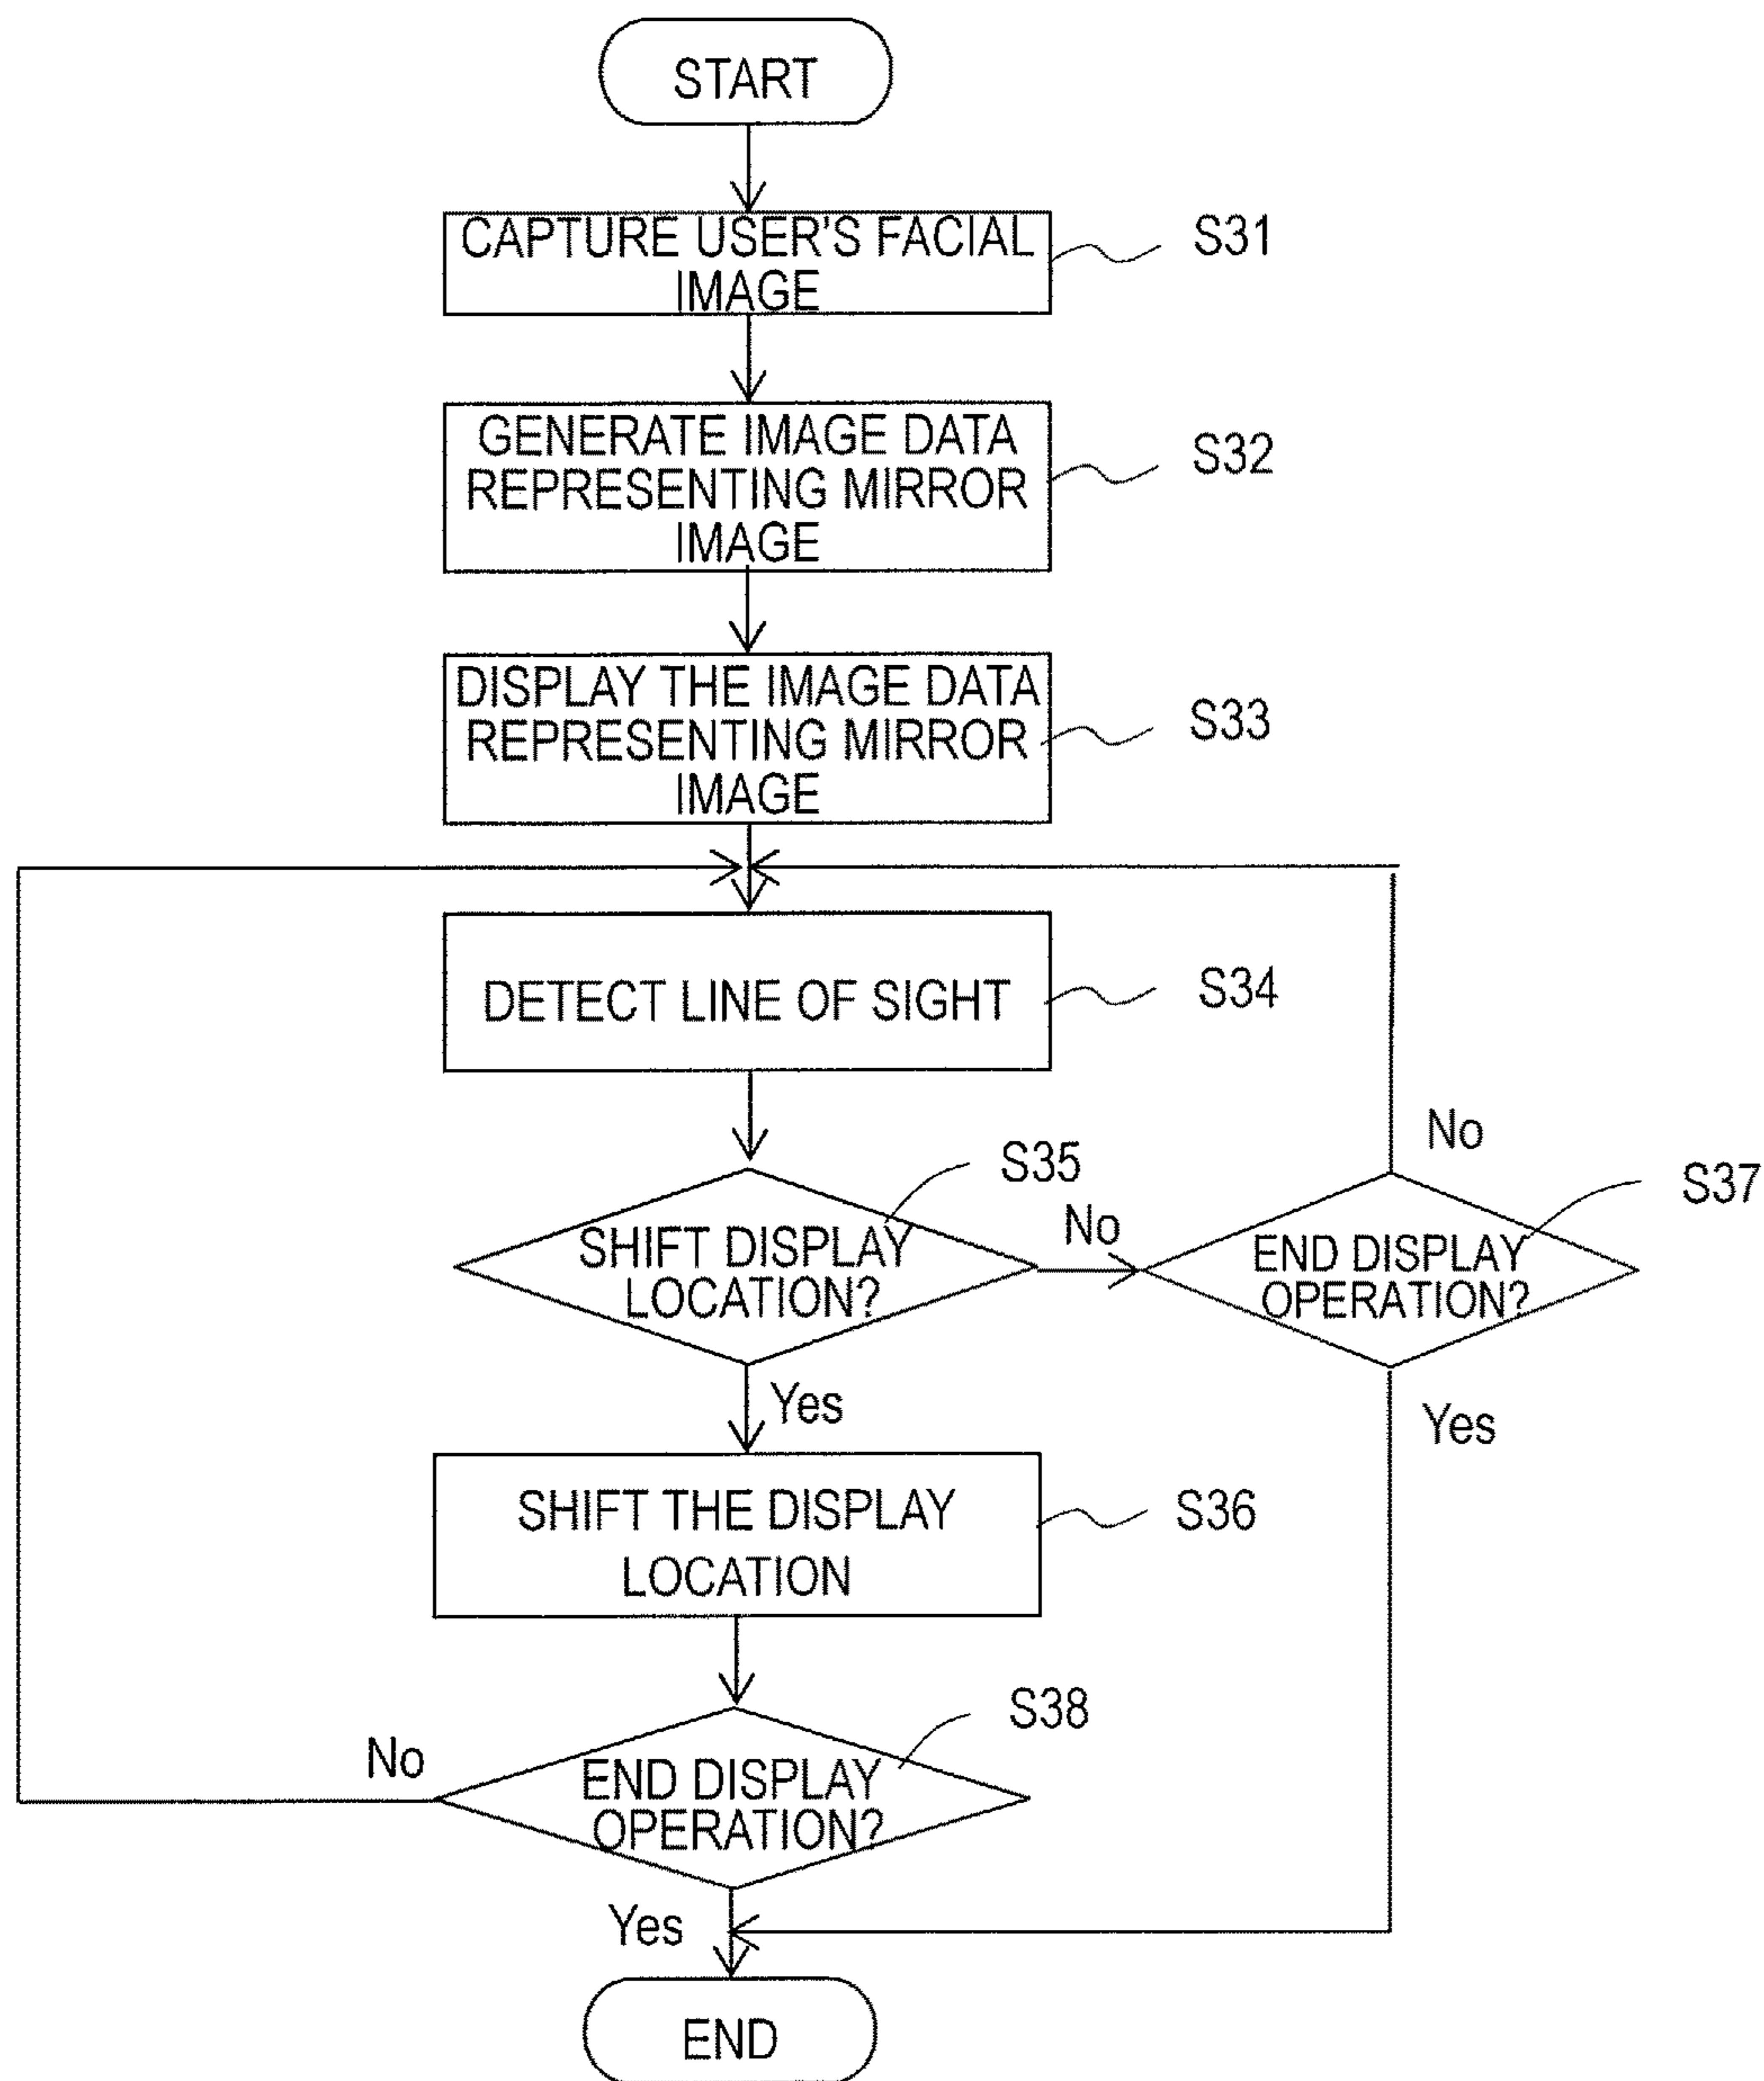 START
CAPTURE USER'S FACIAL
IMAGE
S31
GENERATE IMAGE DATA
REPRESENTING MIRROR
IMAGE
S32
DISPLAY THE IMAGE DATA
REPRESENTING MIRROR
IMAGE
S33
DETECT LINE OF SIGHT
S34
SHIFT DISPLAY
LOCATION?
S35
No
END DISPLAY
OPERATION?
S37
No
Yes
Yes
SHIFT THE DISPLAY
LOCATION
S36
END DISPLAY
OPERATION?
S38
No
Yes
END